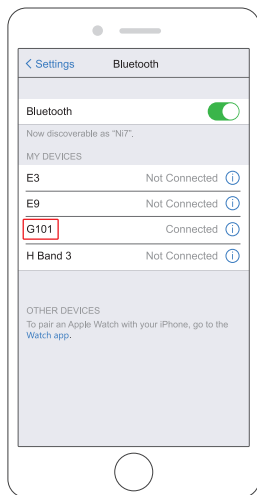 Settings
Bluetooth
Bluetooth
Now discoverable as “Ni7”.
MY DEVICES
E3 Not Connected
E9 Not Connected
G101 Connected
H Band 3 Not Connected
OTHER DEVICES
To pair an Apple Watch with your iPhone, go to the
Watch app.